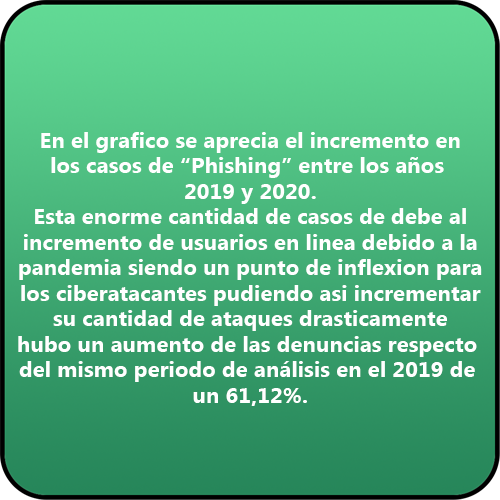 En el grafico se aprecia el incremento en
los casos de “Phishing” entre los años
2019 y 2020.
Esta enorme cantidad de casos de debe al
incremento de usuarios en linea debido a la
pandemia siendo un punto de inflexion para
los ciberatacantes pudiendo asi incrementar
su cantidad de ataques drasticamente
hubo un aumento de las denuncias respecto
del mismo periodo de análisis en el 2019 de
un 61,12%.